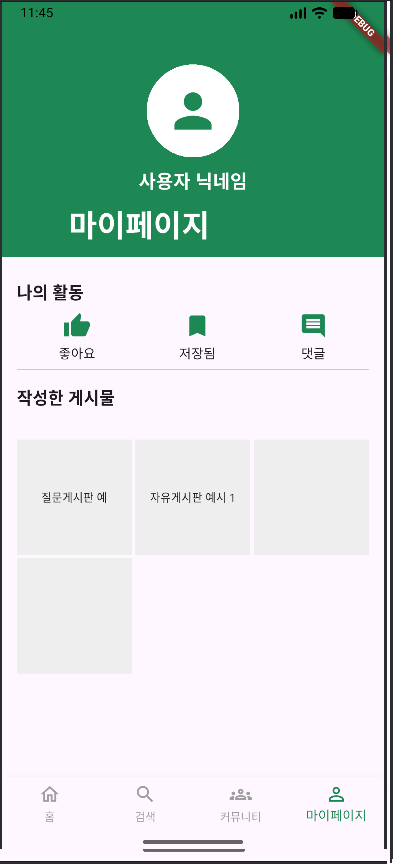 11:45
DEBUG
사용자 닉네임
마이페이지
나의 활동
좋아요 저장됨 댓글
작성한 게시물
질문게시판 예 자유게시판 예시 1
홈 검색 커뮤니티 마이페이지